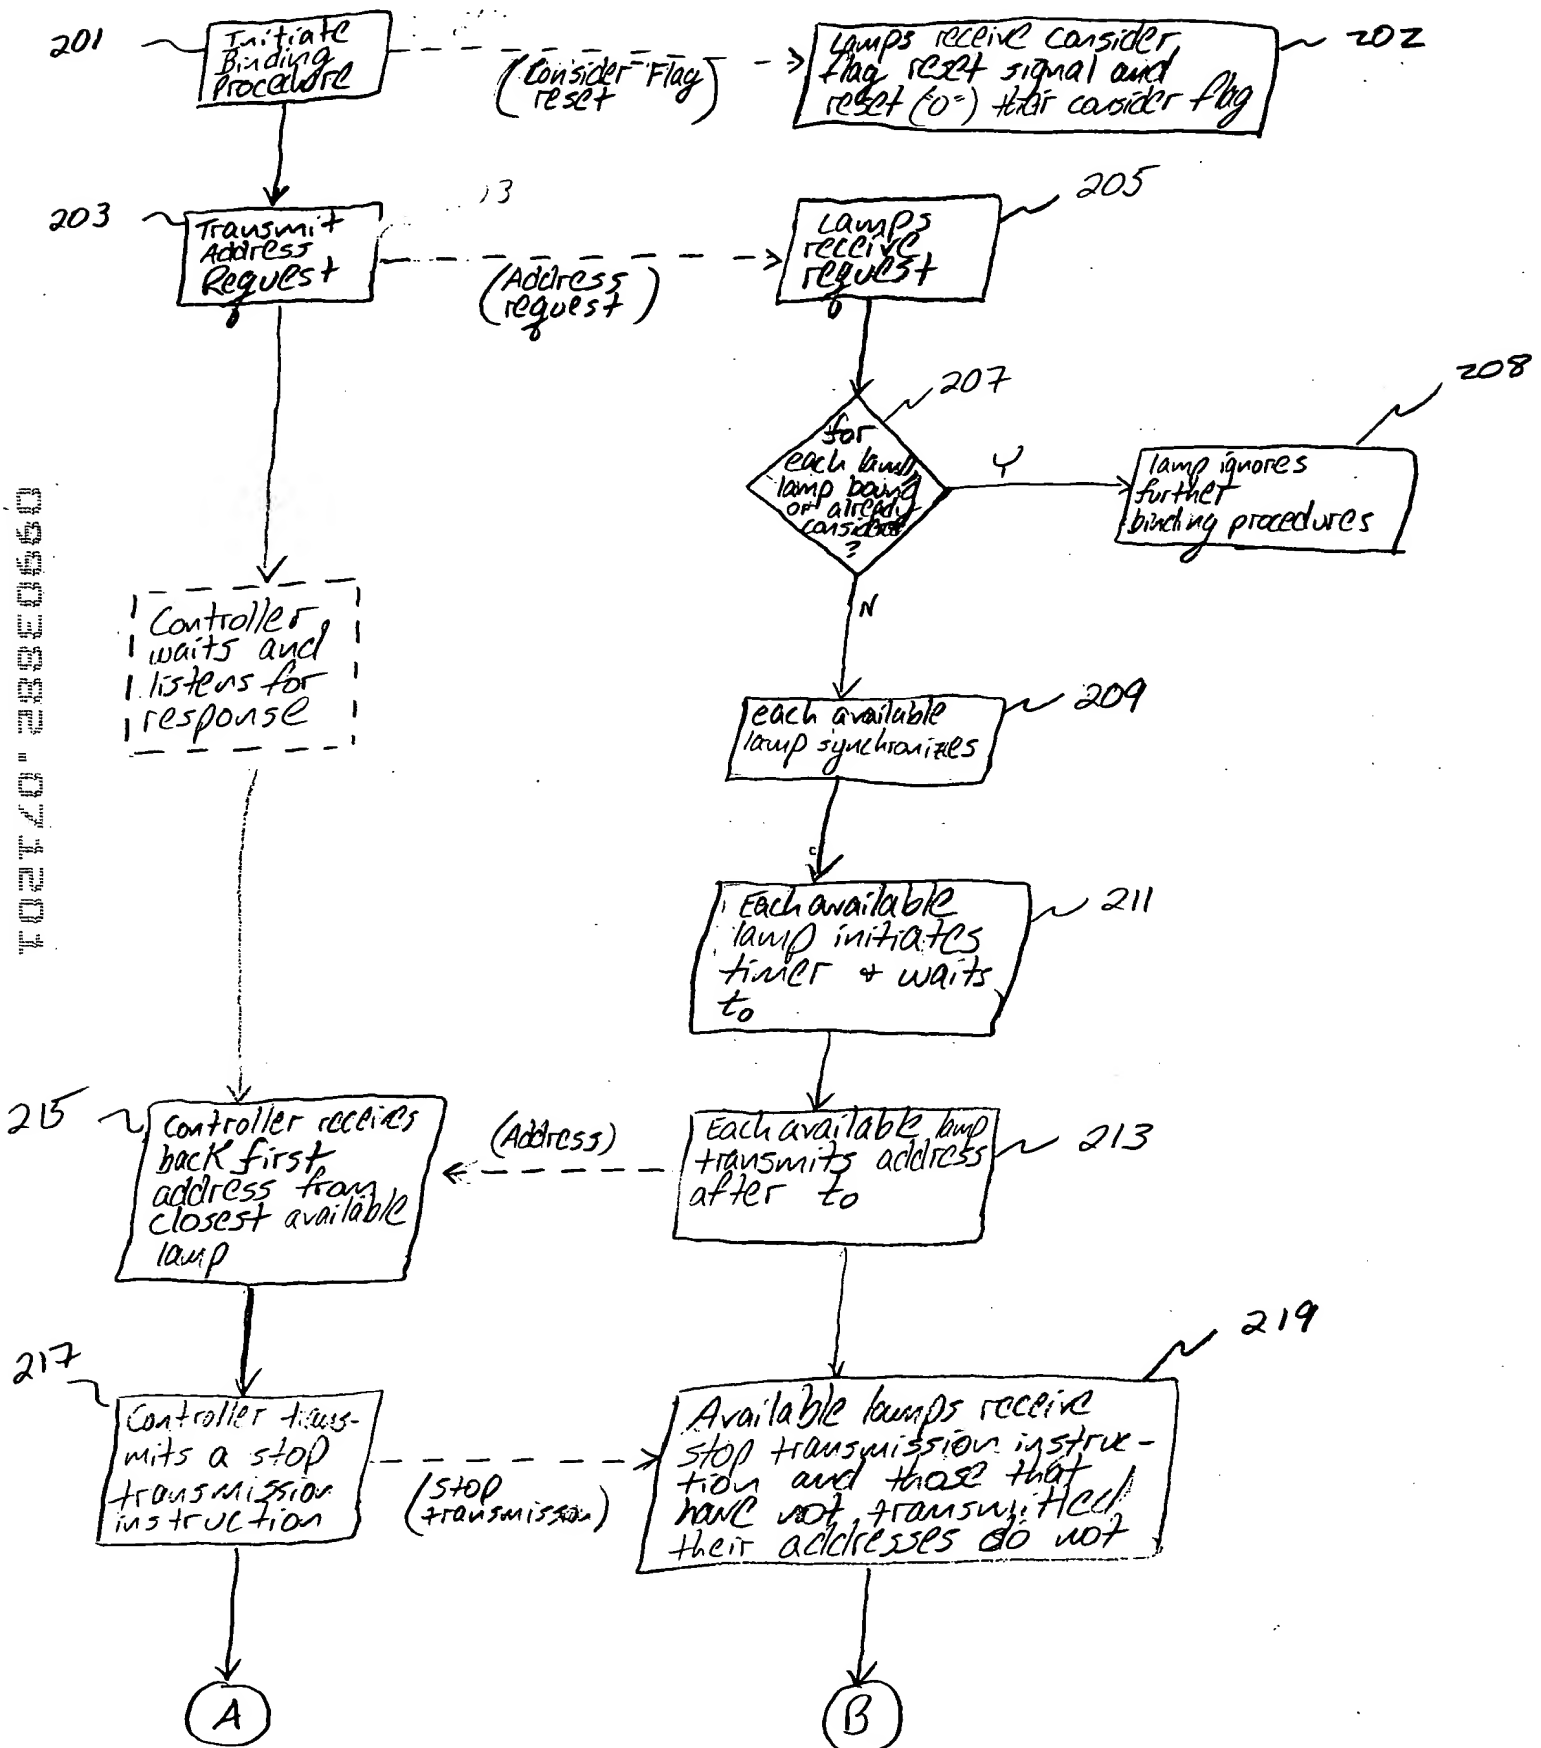 201
Initiate
Binding
Procedure
(Consider Flag
reset)
Lamps receive consider
flag reset signal and
reset ("0") their consider flag
202
203
Transmit
Address
Request
13
(Address
request)
Lamps
receive
request
205
207
for
each lamp,
lamp bound
or already
considered
?
Y
208
lamp ignores
further
binding procedures
N
Controller
waits and
listens for
response
each available
lamp synchronizes
209
Each available
lamp initiates
timer & waits
to
211
215
Controller receives
back first
address from
closest available
lamp
(Address)
Each available lamp
transmits address
after to
213
217
Controller trans-
mits a stop
transmission
instruction
(stop
transmission)
Available lamps receive
stop transmission instruc-
tion and those that
have not transmitted
their addresses do not
219
A
B
09903882.071201